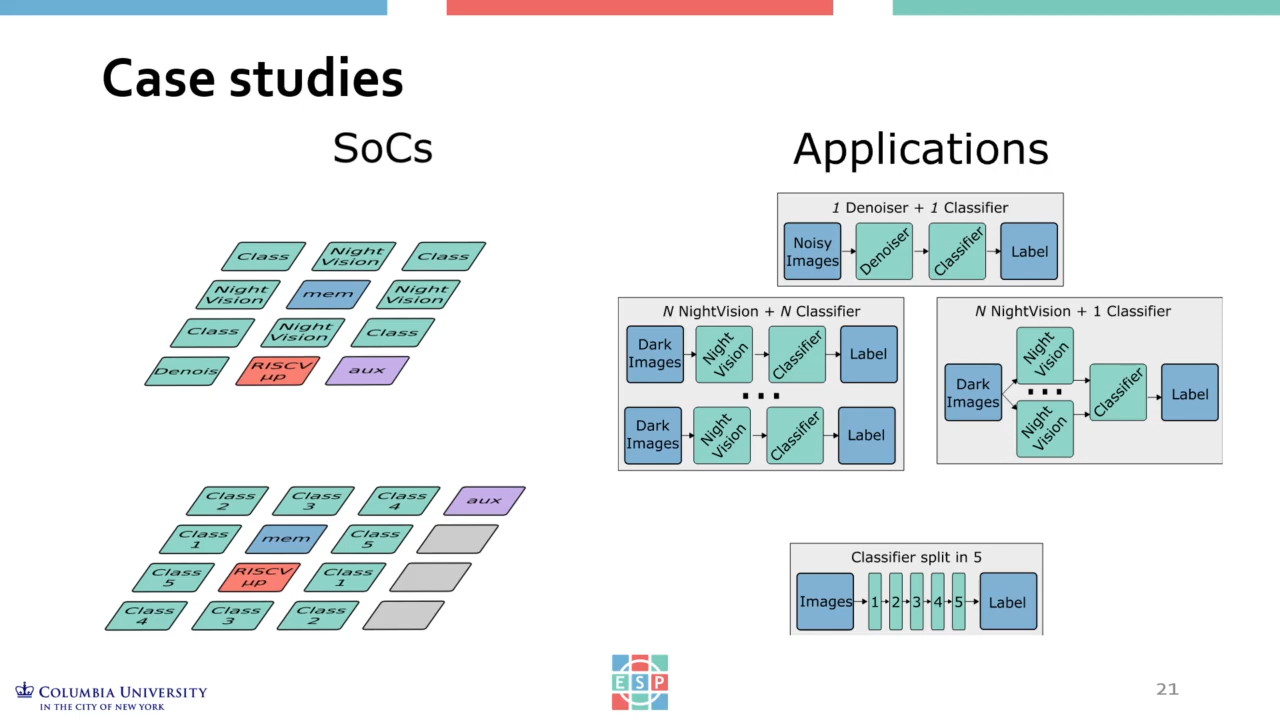 Case studies
SoCs
Class
Night
Vision
Class
Night
Vision
mem
Night
Vision
Class
Night
Vision
Class
Denois
RISCV
μp
aux
Class
2
Class
3
Class
4
aux
Class
1
mem
Class
5
Class
5
RISCV
μp
Class
1
Class
4
Class
3
Class
2
Applications
1 Denoiser + 1 Classifier
Noisy
Images
Denoiser
Classifier
Label
N NightVision + N Classifier
Dark
Images
Night
Vision
Classifier
Label
...
Dark
Images
Night
Vision
Classifier
Label
N NightVision + 1 Classifier
Dark
Images
Night
Vision
...
Night
Vision
Classifier
Label
Classifier split in 5
Images
1
2
3
4
5
Label
COLUMBIA UNIVERSITY
IN THE CITY OF NEW YORK
ESP
21